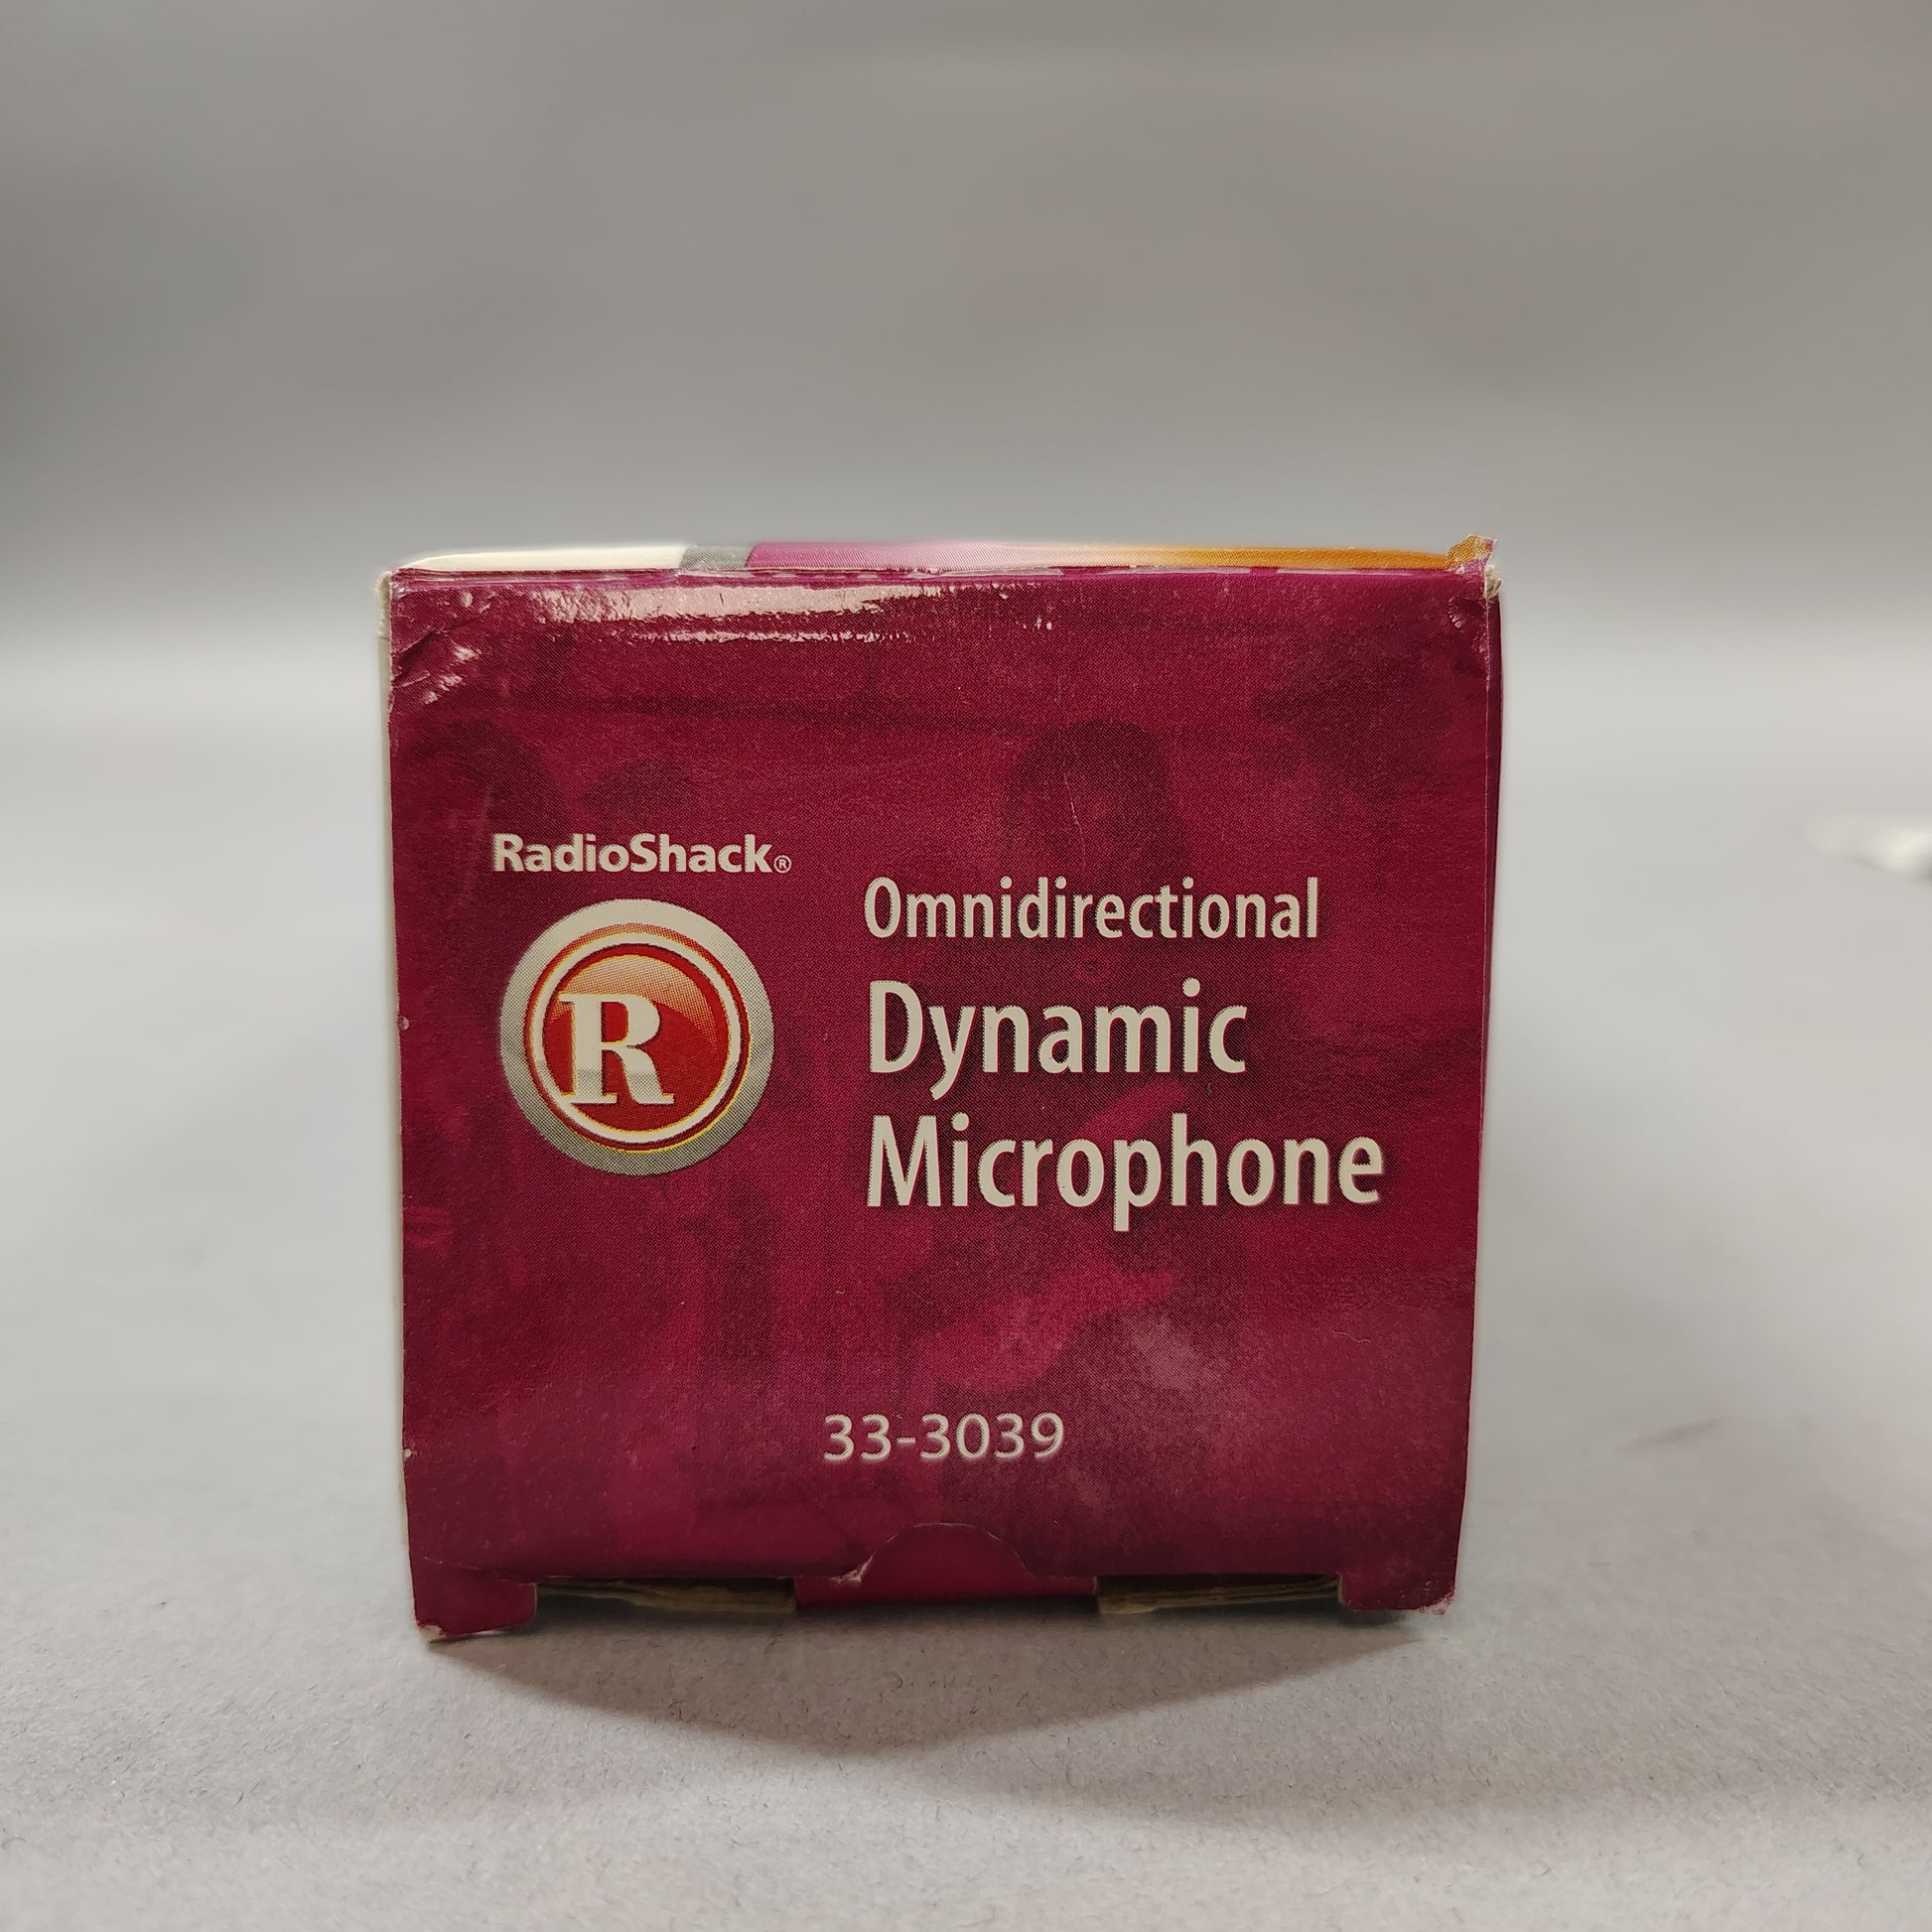 RadioShack®
R
Omnidirectional
Dynamic
Microphone
33-3039